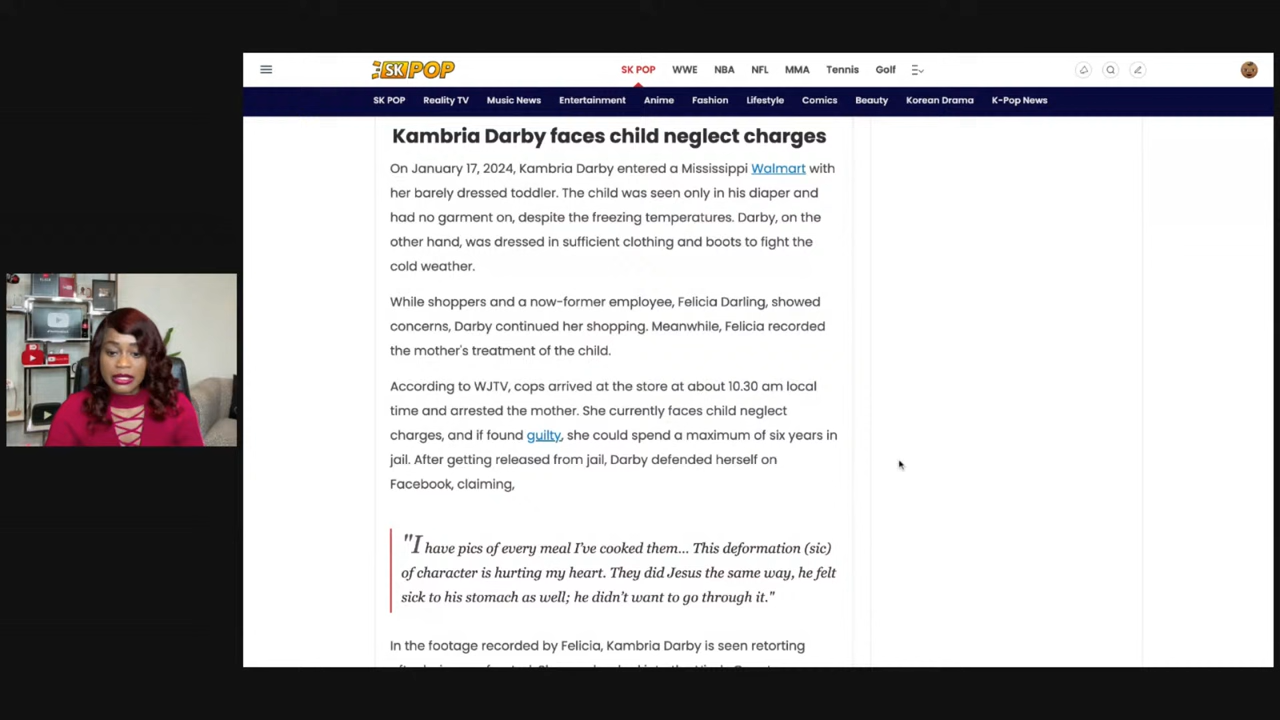 SK POP
SK POP WWE NBA NFL MMA Tennis Golf
SK POP Reality TV Music News Entertainment Anime Fashion Lifestyle Comics Beauty Korean Drama K-Pop News
Kambria Darby faces child neglect charges
On January 17, 2024, Kambria Darby entered a Mississippi Walmart with
her barely dressed toddler. The child was seen only in his diaper and
had no garment on, despite the freezing temperatures. Darby, on the
other hand, was dressed in sufficient clothing and boots to fight the
cold weather.
While shoppers and a now-former employee, Felicia Darling, showed
concerns, Darby continued her shopping. Meanwhile, Felicia recorded
the mother's treatment of the child.
According to WJTV, cops arrived at the store at about 10.30 am local
time and arrested the mother. She currently faces child neglect
charges, and if found guilty, she could spend a maximum of six years in
jail. After getting released from jail, Darby defended herself on
Facebook, claiming,
"I have pics of every meal I've cooked them... This deformation (sic)
of character is hurting my heart. They did Jesus the same way, he felt
sick to his stomach as well; he didn't want to go through it."
In the footage recorded by Felicia, Kambria Darby is seen retorting